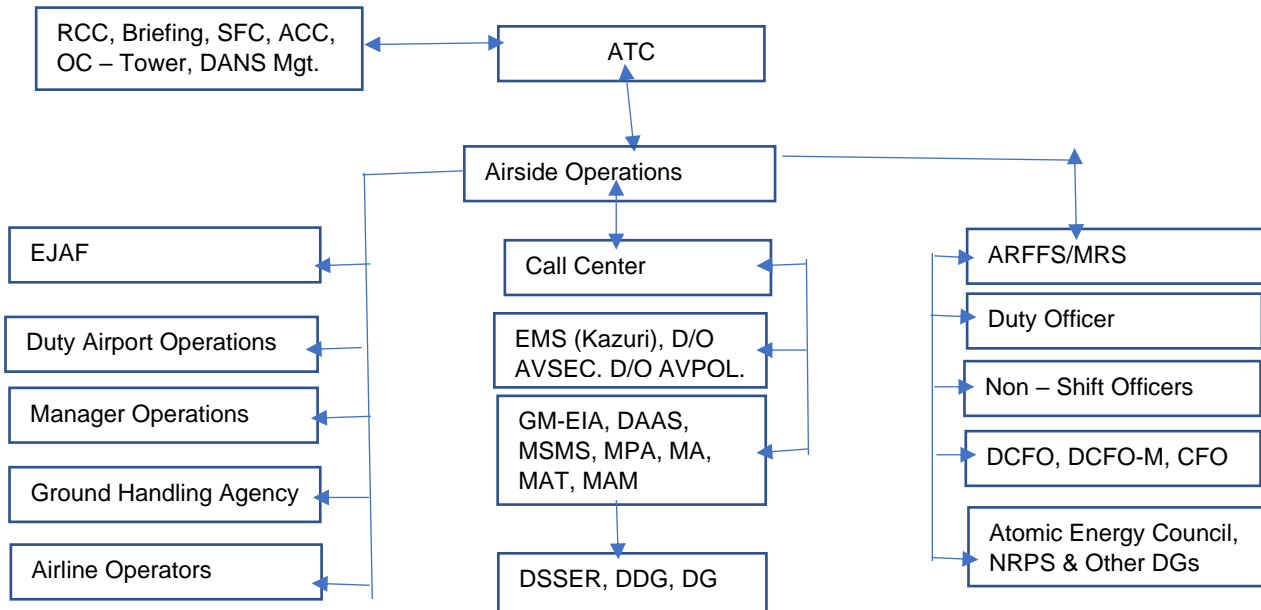 RCC, Briefing, SFC, ACC,
OC – Tower, DANS Mgt.
ATC
Airside Operations
EJAF
Duty Airport Operations
Manager Operations
Ground Handling Agency
Airline Operators
Call Center
EMS (Kazuri), D/O
AVSEC. D/O AVPOL.
GM-EIA, DAAS,
MSMS, MPA, MA,
MAT, MAM
DSSER, DDG, DG
ARFFS/MRS
Duty Officer
Non – Shift Officers
DCFO, DCFO-M, CFO
Atomic Energy Council,
NRPS & Other DGs